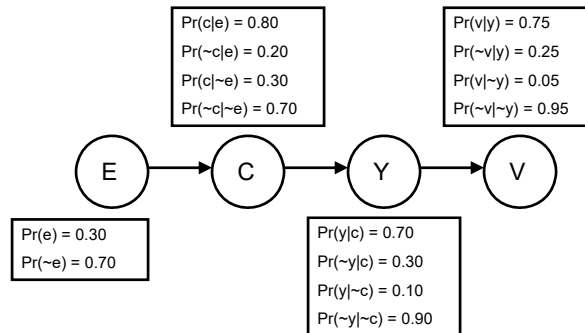 Pr(c|e) = 0.80
Pr(~c|e) = 0.20
Pr(c|~e) = 0.30
Pr(~c|~e) = 0.70
Pr(v|y) = 0.75
Pr(~v|y) = 0.25
Pr(v|~y) = 0.05
Pr(~v|~y) = 0.95
E
C
Y
V
Pr(e) = 0.30
Pr(~e) = 0.70
Pr(y|c) = 0.70
Pr(~y|c) = 0.30
Pr(y|~c) = 0.10
Pr(~y|~c) = 0.90